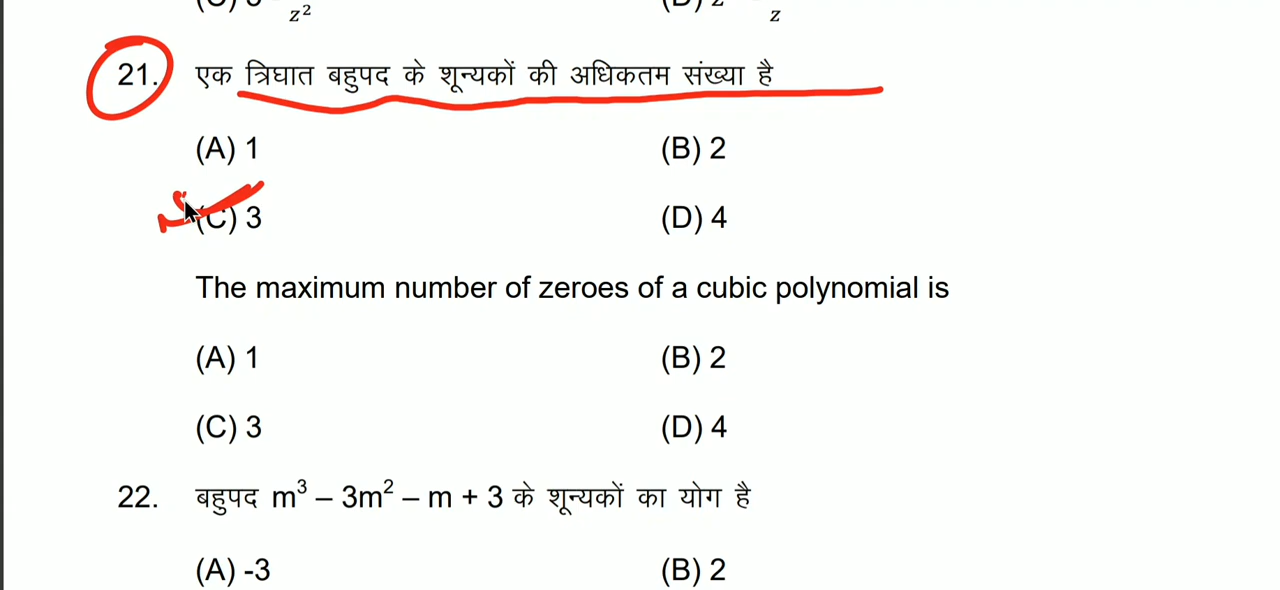 z²
z
21. एक त्रिघात बहुपद के शून्यकों की अधिकतम संख्या है
(A) 1 (B) 2
(C) 3 (D) 4
The maximum number of zeroes of a cubic polynomial is
(A) 1 (B) 2
(C) 3 (D) 4
22. बहुपद m³ – 3m² – m + 3 के शून्यकों का योग है
(A) -3 (B) 2